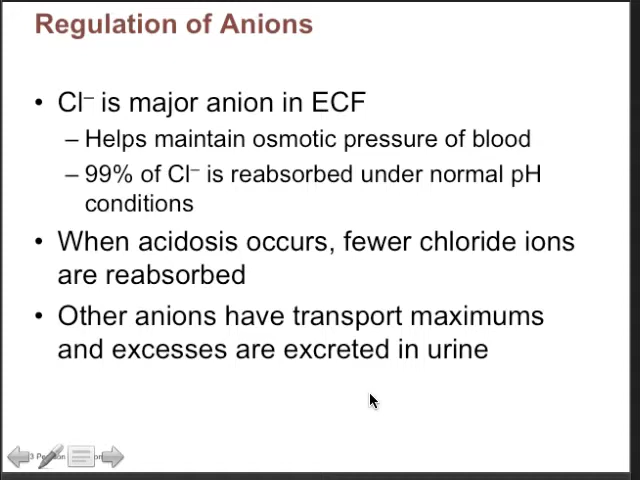 Regulation of Anions
• Cl– is major anion in ECF
– Helps maintain osmotic pressure of blood
– 99% of Cl– is reabsorbed under normal pH
conditions
• When acidosis occurs, fewer chloride ions
are reabsorbed
• Other anions have transport maximums
and excesses are excreted in urine